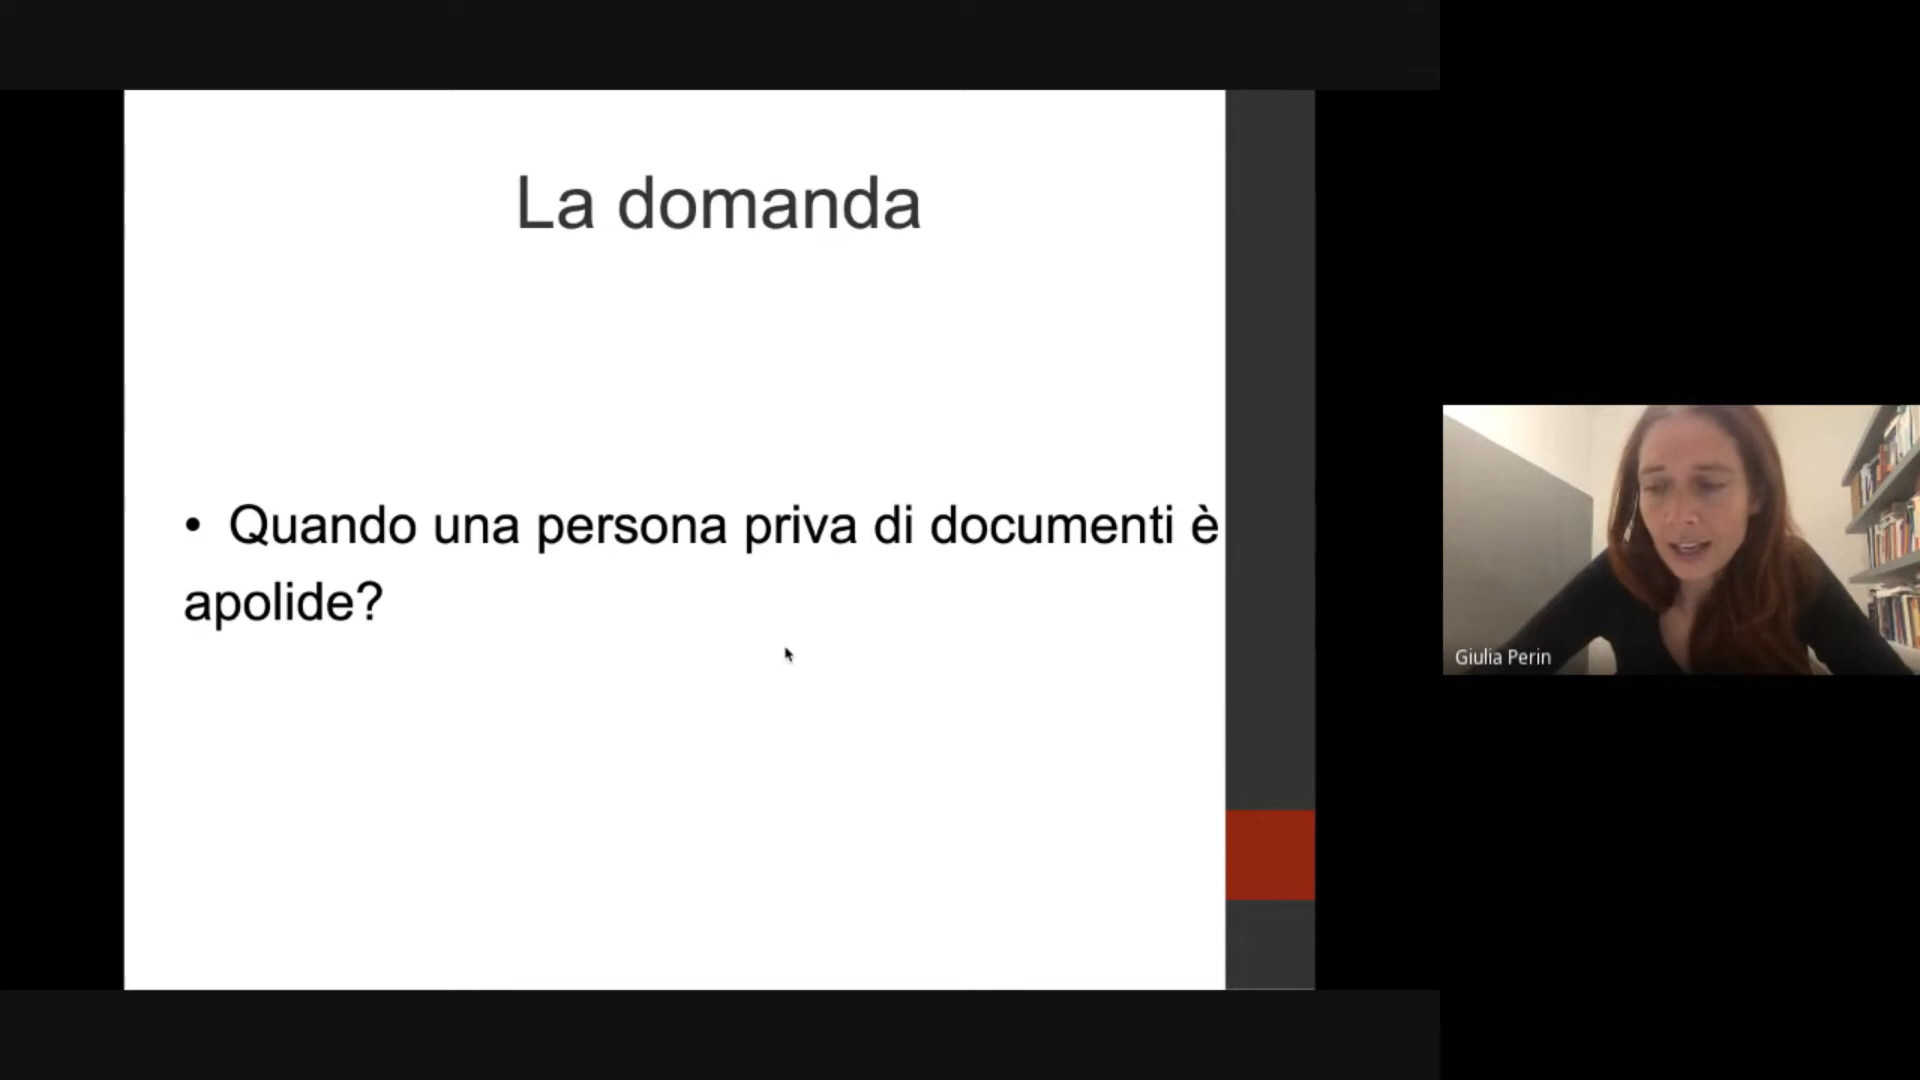 La domanda
• Quando una persona priva di documenti è
apolide?
Giulia Perin